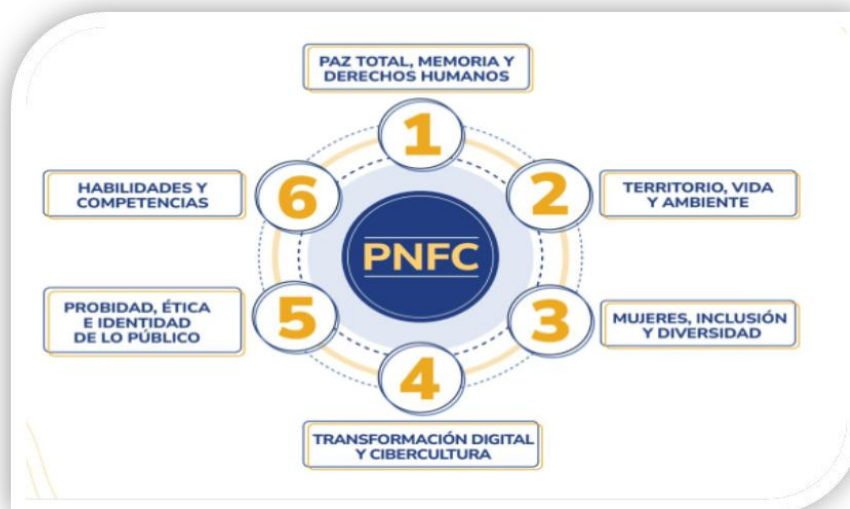 PAZ TOTAL, MEMORIA Y
DERECHOS HUMANOS
1
2
TERRITORIO, VIDA
Y AMBIENTE
3
MUJERES, INCLUSIÓN
Y DIVERSIDAD
4
TRANSFORMACIÓN DIGITAL
Y CIBERCULTURA
5
PROBIDAD, ÉTICA
E IDENTIDAD
DE LO PÚBLICO
6
HABILIDADES Y
COMPETENCIAS
PNFC